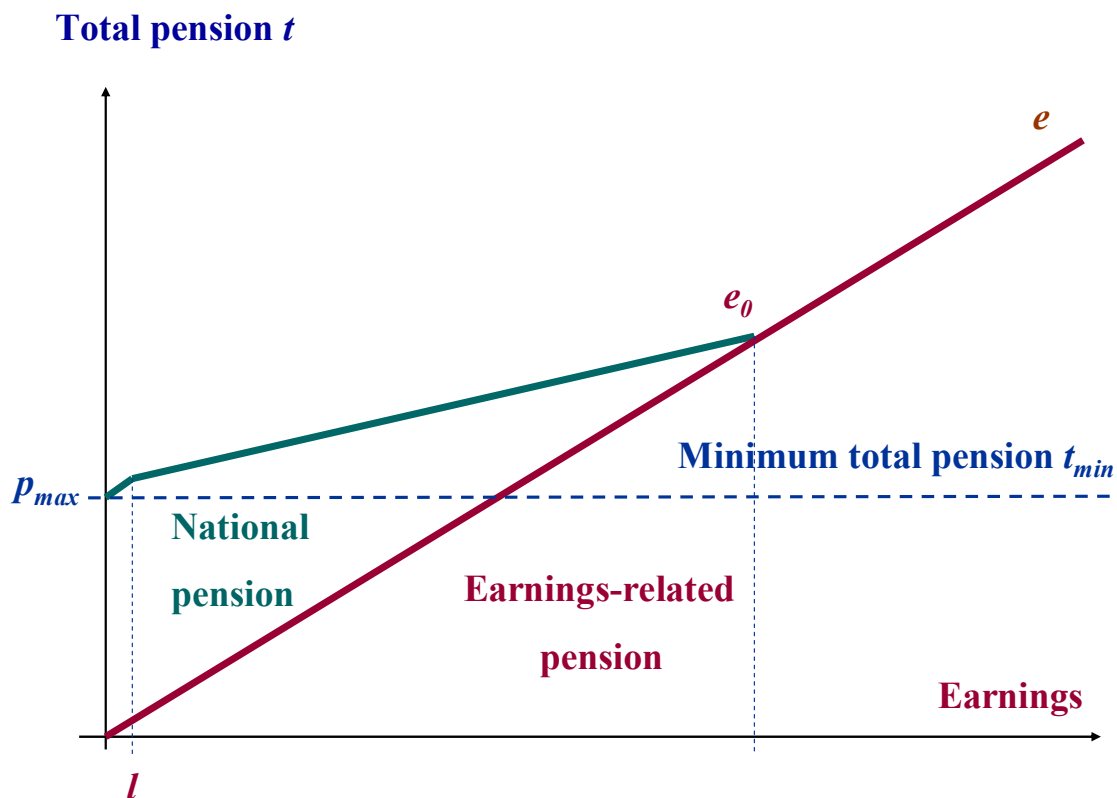 Total pension t
e
e0
Minimum total pension tmin
pmax
National
pension
Earnings-related
pension
Earnings
l